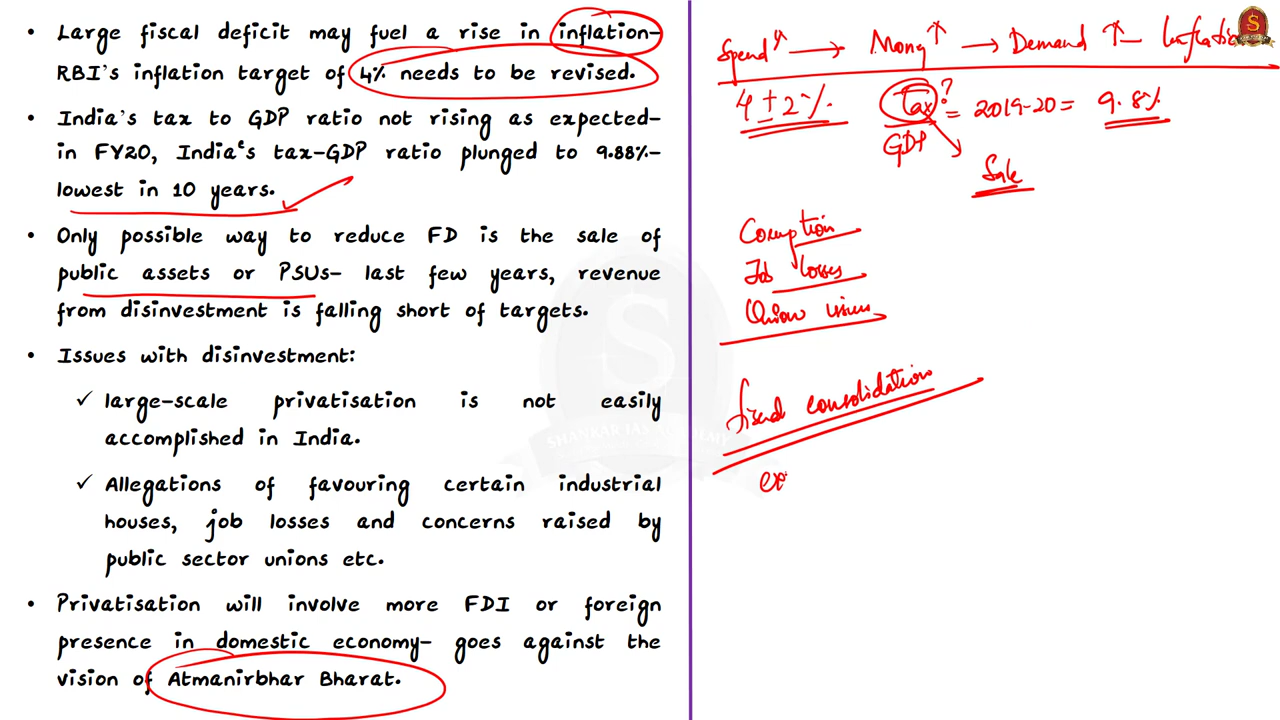 • Large fiscal deficit may fuel a rise in inflation-
RBI's inflation target of 4% needs to be revised.
• India's tax to GDP ratio not rising as expected-
in FY20, India's tax-GDP ratio plunged to 9.88%-
lowest in 10 years.
• Only possible way to reduce FD is the sale of
public assets or PSUs- last few years, revenue
from disinvestment is falling short of targets.
• Issues with disinvestment:
✓ large-scale privatisation is not easily
accomplished in India.
✓ Allegations of favouring certain industrial
houses, job losses and concerns raised by
public sector unions etc.
• Privatisation will involve more FDI or foreign
presence in domestic economy- goes against the
vision of Atmanirbhar Bharat.
Spend↑ → Money↑ → Demand ↑-
4 ± 2% Tax? = 2019-20 = 9.8%
GDP
Sale
Corruption
Job losses
Union issues
fiscal consolidation
ex
SHANKAR IAS ACADEMY